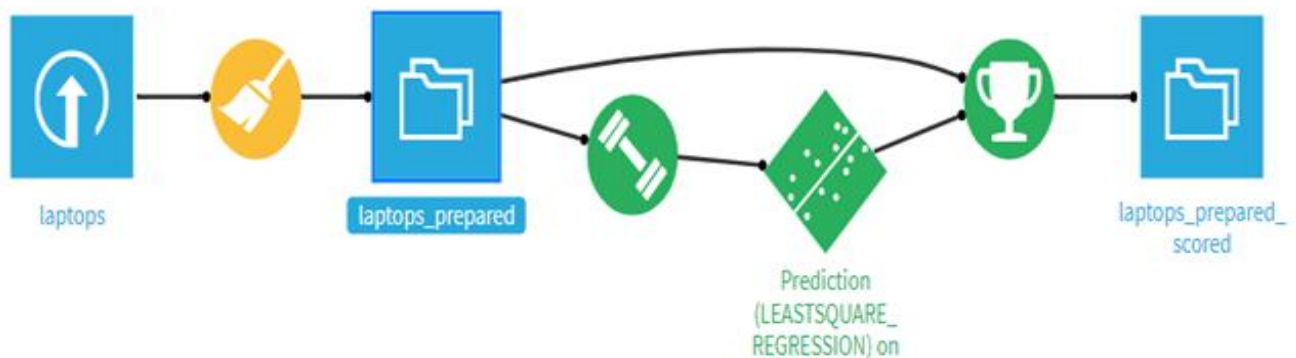 laptops
laptops_prepared
Prediction
(LEASTSQUARE_
REGRESSION) on
laptops_prepared_
scored